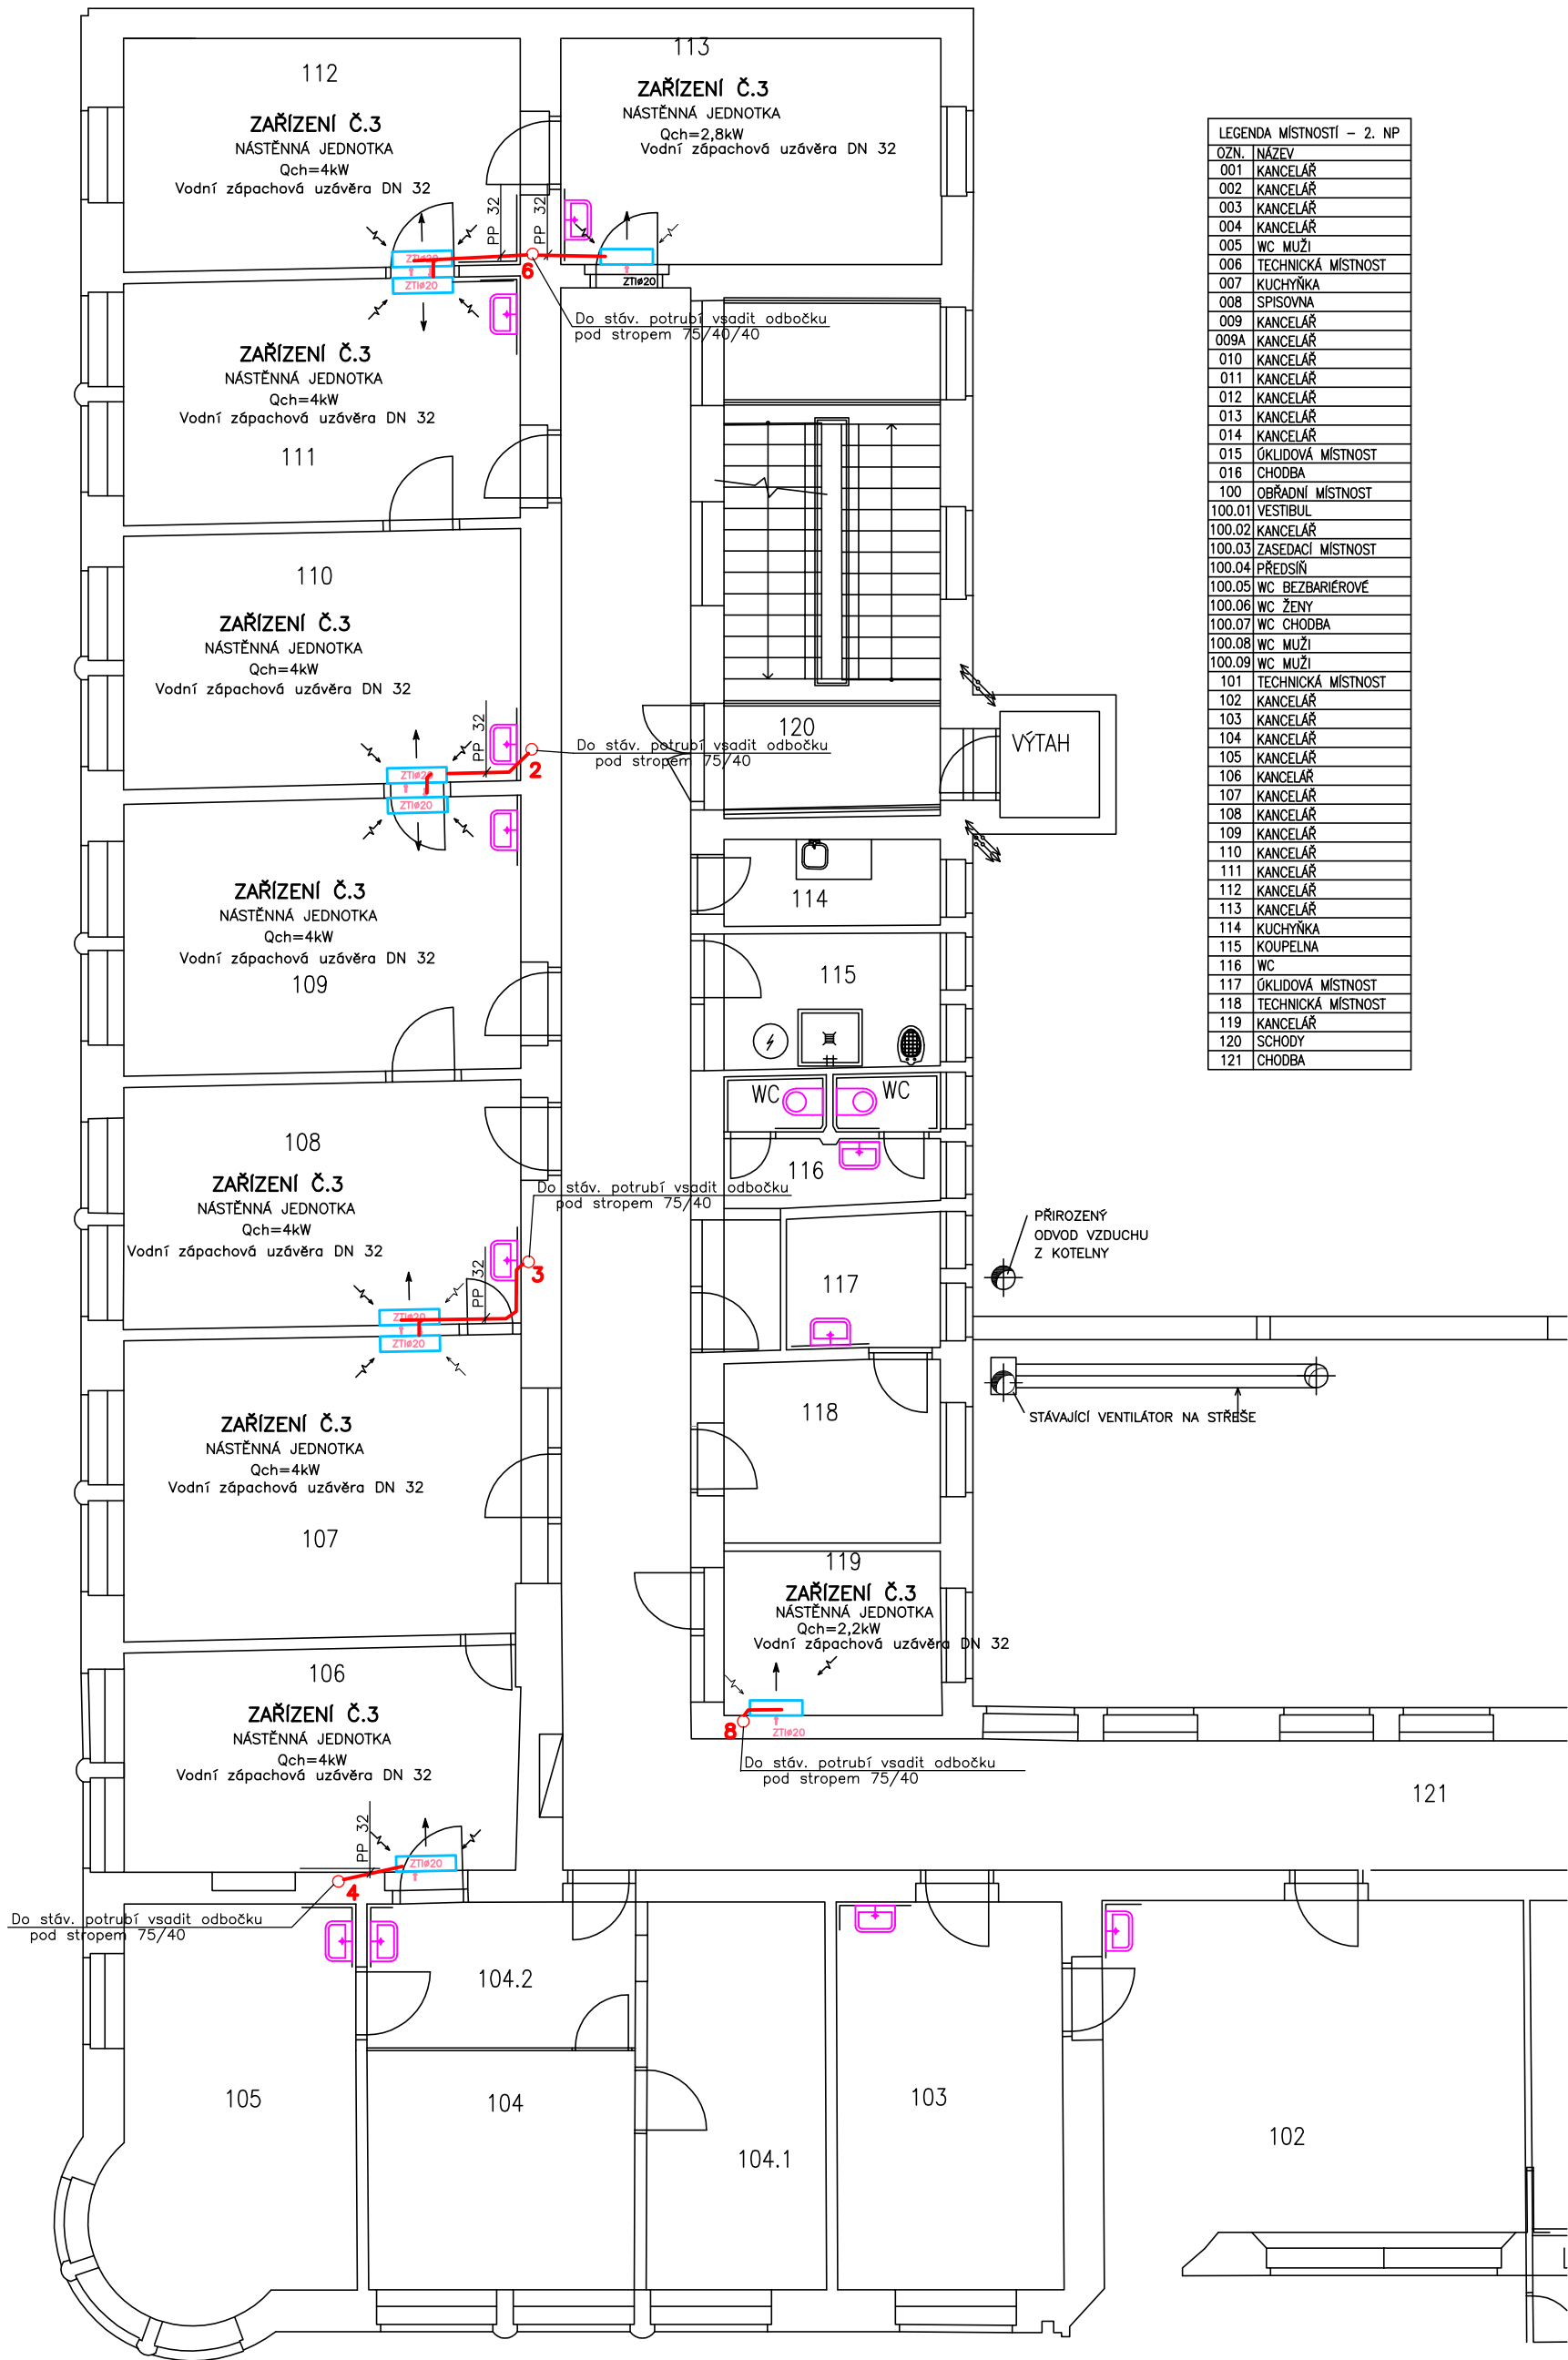 112
ZAŘÍZENÍ Č.3
NÁSTĚNNÁ JEDNOTKA
Qch=4kW
Vodní zápachová uzávěra DN 32
113
ZAŘÍZENÍ Č.3
NÁSTĚNNÁ JEDNOTKA
Qch=2,8kW
Vodní zápachová uzávěra DN 32
PP 32
PP 32
ZTIø20
ZTIø20
6
ZTIø20
Do stáv. potrubí vsadit odbočku
pod stropem 75/40/40
ZAŘÍZENÍ Č.3
NÁSTĚNNÁ JEDNOTKA
Qch=4kW
Vodní zápachová uzávěra DN 32
111
110
ZAŘÍZENÍ Č.3
NÁSTĚNNÁ JEDNOTKA
Qch=4kW
Vodní zápachová uzávěra DN 32
PP 32
ZTIø20
ZTIø20
2
Do stáv. potrubí vsadit odbočku
pod stropem 75/40
120
VÝTAH
ZAŘÍZENÍ Č.3
NÁSTĚNNÁ JEDNOTKA
Qch=4kW
Vodní zápachová uzávěra DN 32
109
114
115
WC
WC
116
108
ZAŘÍZENÍ Č.3
NÁSTĚNNÁ JEDNOTKA
Qch=4kW
Vodní zápachová uzávěra DN 32
PP 32
ZTIø20
ZTIø20
3
Do stáv. potrubí vsadit odbočku
pod stropem 75/40
117
PŘIROZENÝ
ODVOD VZDUCHU
Z KOTELNY
STÁVAJÍCÍ VENTILÁTOR NA STŘEŠE
118
ZAŘÍZENÍ Č.3
NÁSTĚNNÁ JEDNOTKA
Qch=4kW
Vodní zápachová uzávěra DN 32
107
119
ZAŘÍZENÍ Č.3
NÁSTĚNNÁ JEDNOTKA
Qch=2,2kW
Vodní zápachová uzávěra DN 32
8
ZTIø20
Do stáv. potrubí vsadit odbočku
pod stropem 75/40
106
ZAŘÍZENÍ Č.3
NÁSTĚNNÁ JEDNOTKA
Qch=4kW
Vodní zápachová uzávěra DN 32
PP 32
ZTIø20
4
Do stáv. potrubí vsadit odbočku
pod stropem 75/40
121
104.2
105
104
104.1
103
102
LEGENDA MÍSTNOSTÍ – 2. NP
OZN. NÁZEV
001 KANCELÁŘ
002 KANCELÁŘ
003 KANCELÁŘ
004 KANCELÁŘ
005 WC MUŽI
006 TECHNICKÁ MÍSTNOST
007 KUCHYŇKA
008 SPISOVNA
009 KANCELÁŘ
009A KANCELÁŘ
010 KANCELÁŘ
011 KANCELÁŘ
012 KANCELÁŘ
013 KANCELÁŘ
014 KANCELÁŘ
015 ÚKLIDOVÁ MÍSTNOST
016 CHODBA
100 OBŘADNÍ MÍSTNOST
100.01 VESTIBUL
100.02 KANCELÁŘ
100.03 ZASEDACÍ MÍSTNOST
100.04 PŘEDSÍŇ
100.05 WC BEZBARIÉROVÉ
100.06 WC ŽENY
100.07 WC CHODBA
100.08 WC MUŽI
100.09 WC MUŽI
101 TECHNICKÁ MÍSTNOST
102 KANCELÁŘ
103 KANCELÁŘ
104 KANCELÁŘ
105 KANCELÁŘ
106 KANCELÁŘ
107 KANCELÁŘ
108 KANCELÁŘ
109 KANCELÁŘ
110 KANCELÁŘ
111 KANCELÁŘ
112 KANCELÁŘ
113 KANCELÁŘ
114 KUCHYŇKA
115 KOUPELNA
116 WC
117 ÚKLIDOVÁ MÍSTNOST
118 TECHNICKÁ MÍSTNOST
119 KANCELÁŘ
120 SCHODY
121 CHODBA